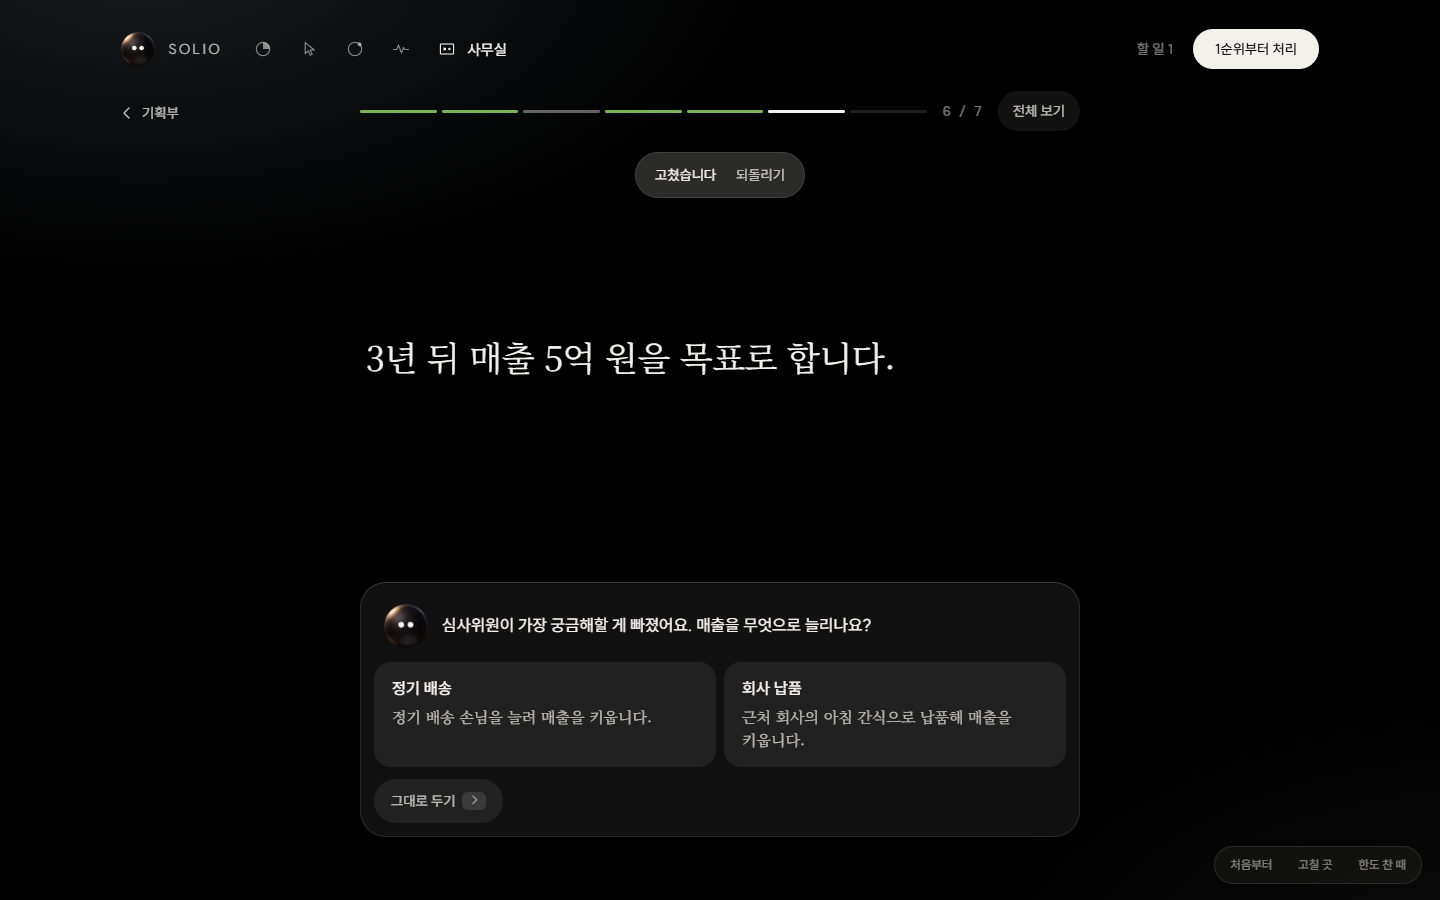 SOLIO
사무실
할 일 1
1순위부터 처리
기획부
6 / 7
전체 보기
고쳤습니다
되돌리기
3년 뒤 매출 5억 원을 목표로 합니다.
심사위원이 가장 궁금해할 게 빠졌어요. 매출을 무엇으로 늘리나요?
정기 배송
정기 배송 손님을 늘려 매출을 키웁니다.
회사 납품
근처 회사의 아침 간식으로 납품해 매출을
키웁니다.
그대로 두기
처음부터
고칠 곳
한도 찬 때